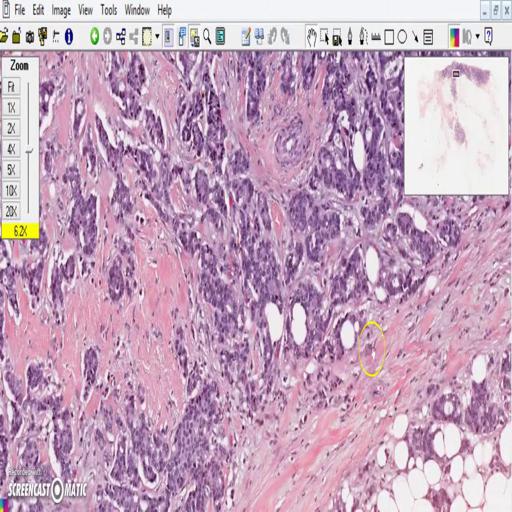 File Edit Image View Tools Window Help
Zoom
Fit
1X
2X
4X
5X
10X
20X
6.2X
SCREENCAST-O-MATIC